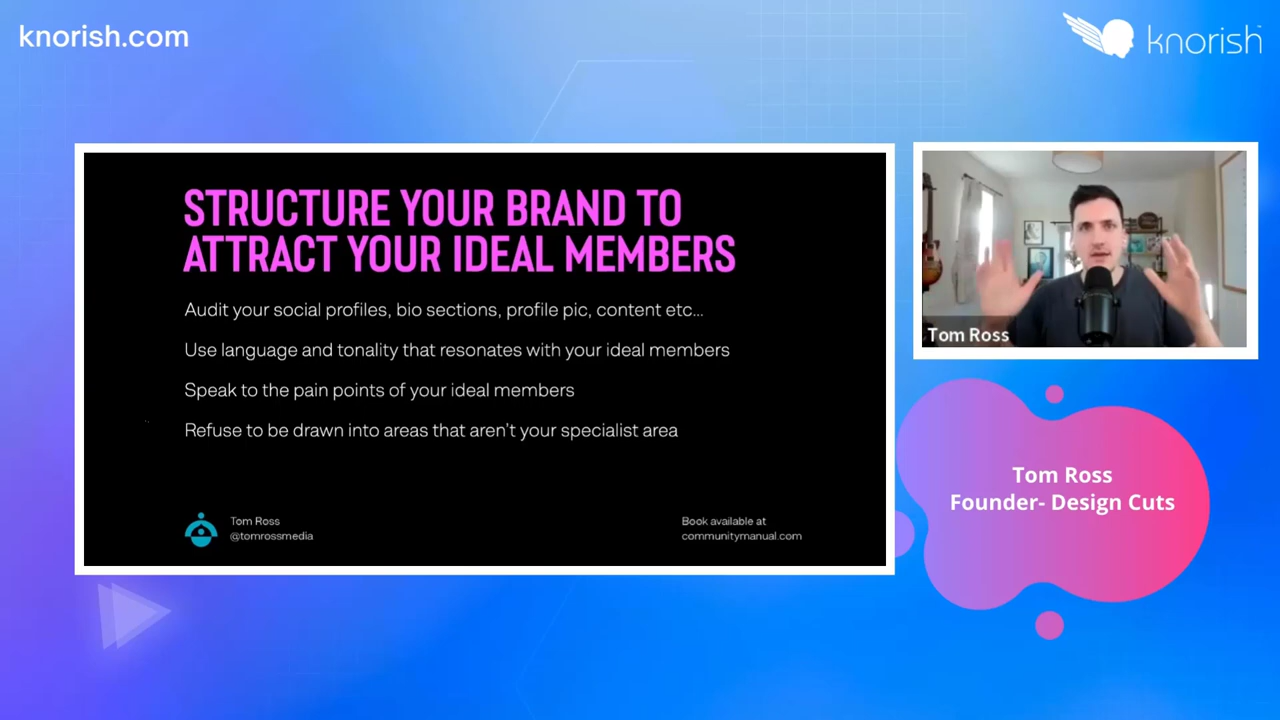 knorish.com
knorish
STRUCTURE YOUR BRAND TO
ATTRACT YOUR IDEAL MEMBERS
Audit your social profiles, bio sections, profile pic, content etc...
Use language and tonality that resonates with your ideal members
Speak to the pain points of your ideal members
Refuse to be drawn into areas that aren't your specialist area
Tom Ross
@tomrossmedia
Book available at
communitymanual.com
Tom Ross
Tom Ross
Founder- Design Cuts